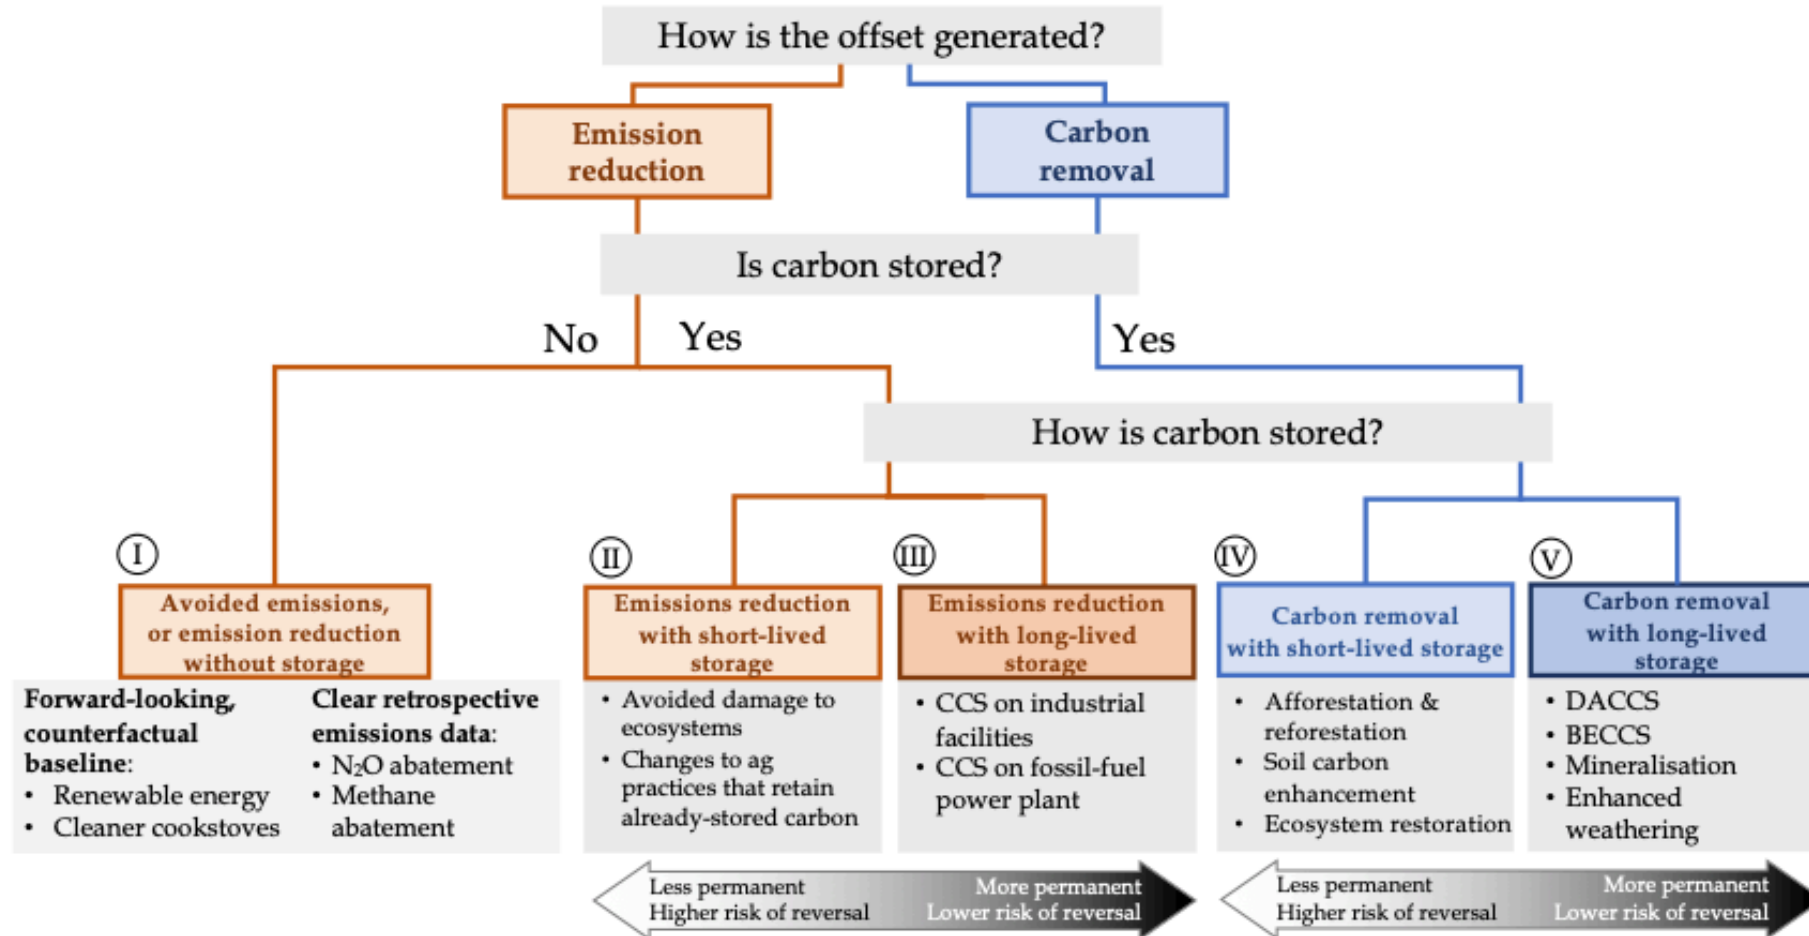 How is the offset generated?
Emission
reduction
Carbon
removal
Is carbon stored?
No
Yes
Yes
How is carbon stored?
I
Avoided emissions,
or emission reduction
without storage
Forward-looking,
counterfactual
baseline:
• Renewable energy
• Cleaner cookstoves
Clear retrospective
emissions data:
• N₂O abatement
• Methane
abatement
II
Emissions reduction
with short-lived
storage
• Avoided damage to
ecosystems
• Changes to ag
practices that retain
already-stored carbon
III
Emissions reduction
with long-lived
storage
• CCS on industrial
facilities
• CCS on fossil-fuel
power plant
IV
Carbon removal
with short-lived storage
• Afforestation &
reforestation
• Soil carbon
enhancement
• Ecosystem restoration
V
Carbon removal
with long-lived
storage
• DACCS
• BECCS
• Mineralisation
• Enhanced
weathering
Less permanent
Higher risk of reversal
More permanent
Lower risk of reversal
Less permanent
Higher risk of reversal
More permanent
Lower risk of reversal